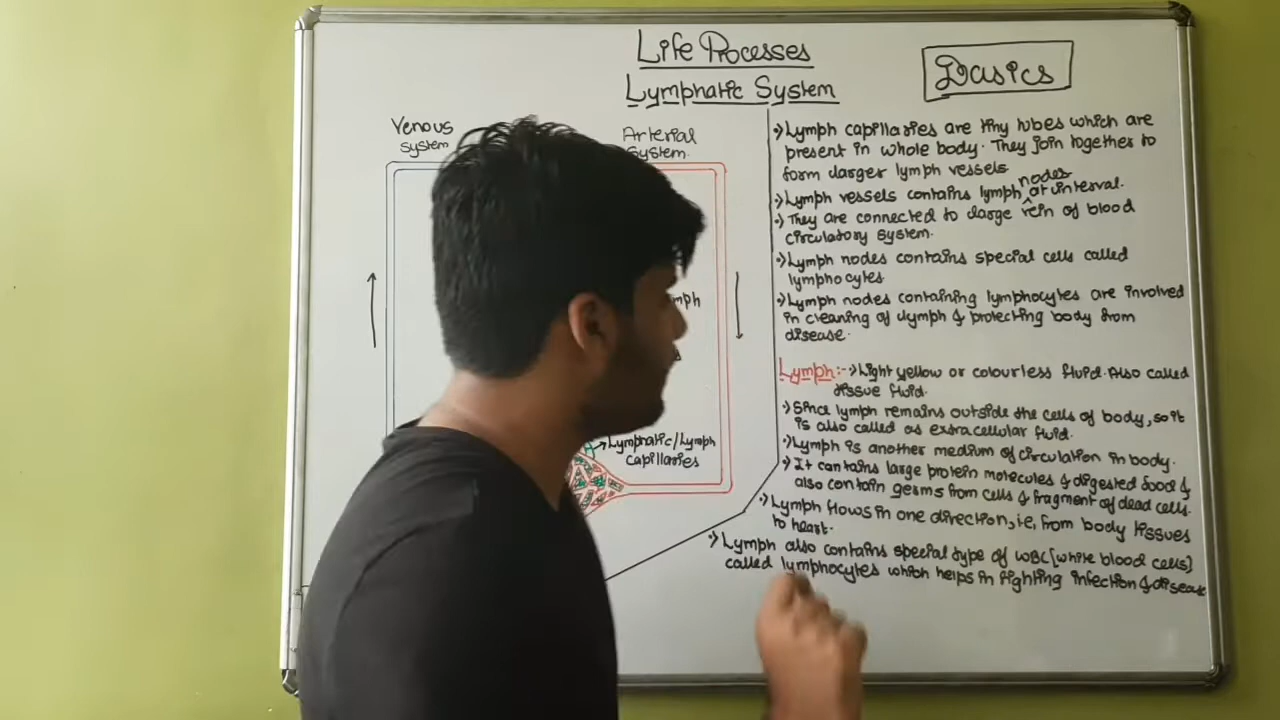 Life Processes
Lymphatic System
Basics
Venous
system
Arterial
System.
mph
→Lymphatic/Lymph
capillaries
·> Lymph capillaries are tiny tubes which are
present in whole body. They join together to
form larger lymph vessels
·> Lymph vessels contains lymph nodes at interval.
·> They are connected to large vein of blood
circulatory system.
·> Lymph nodes contains special cells called
lymphocytes
·> Lymph nodes containing lymphocytes are involved
in cleaning of lymph & protecting body from
disease.
Lymph:-·> Light yellow or colourless fluid. Also called
tissue fluid.
·> Since lymph remains outside the cells of body, so it
is also called as extracellular fluid.
·> Lymph is another medium of circulation in body.
·> It contains large protein molecules & digested food &
also contain germs from cells & fragment of dead cells.
·> Lymph flows in one direction, i.e, from body tissues
to heart.
·> Lymph also contains special type of WBC [white blood cells]
called lymphocytes which helps in fighting infection & disease